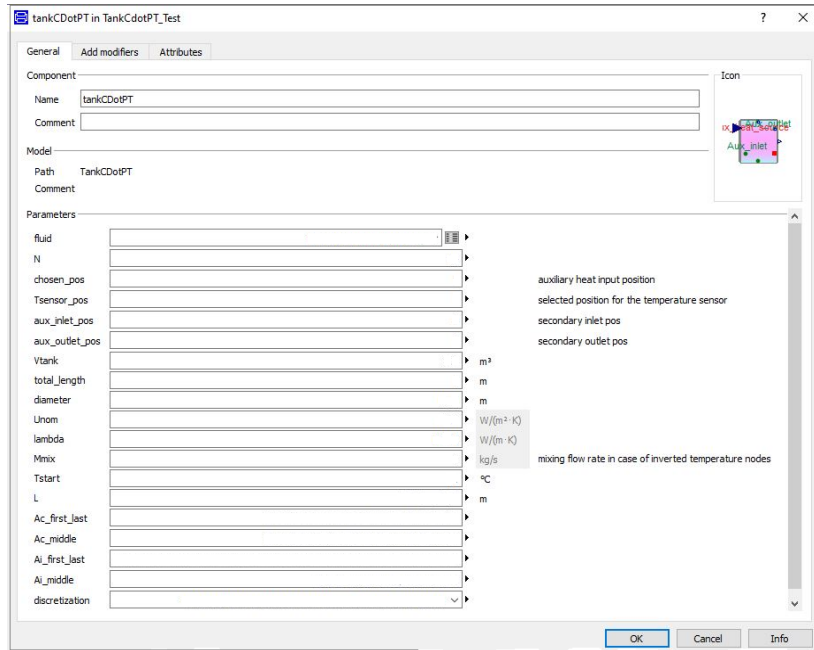 tankCDotPT in TankCdotPT_Test ? X
General Add modifiers Attributes
Component
Icon
Name tankCDotPT
Comment
Aux_outlet
ix_heat_source
Aux_inlet
Model
Path TankCDotPT
Comment
Parameters
fluid
N
chosen_pos auxiliary heat input position
Tsensor_pos selected position for the temperature sensor
aux_inlet_pos secondary inlet pos
aux_outlet_pos secondary outlet pos
Vtank m³
total_length m
diameter m
Unom W/(m²·K)
lambda W/(m·K)
Mmix kg/s mixing flow rate in case of inverted temperature nodes
Tstart ºC
L m
Ac_first_last
Ac_middle
Ai_first_last
Ai_middle
discretization
OK Cancel Info